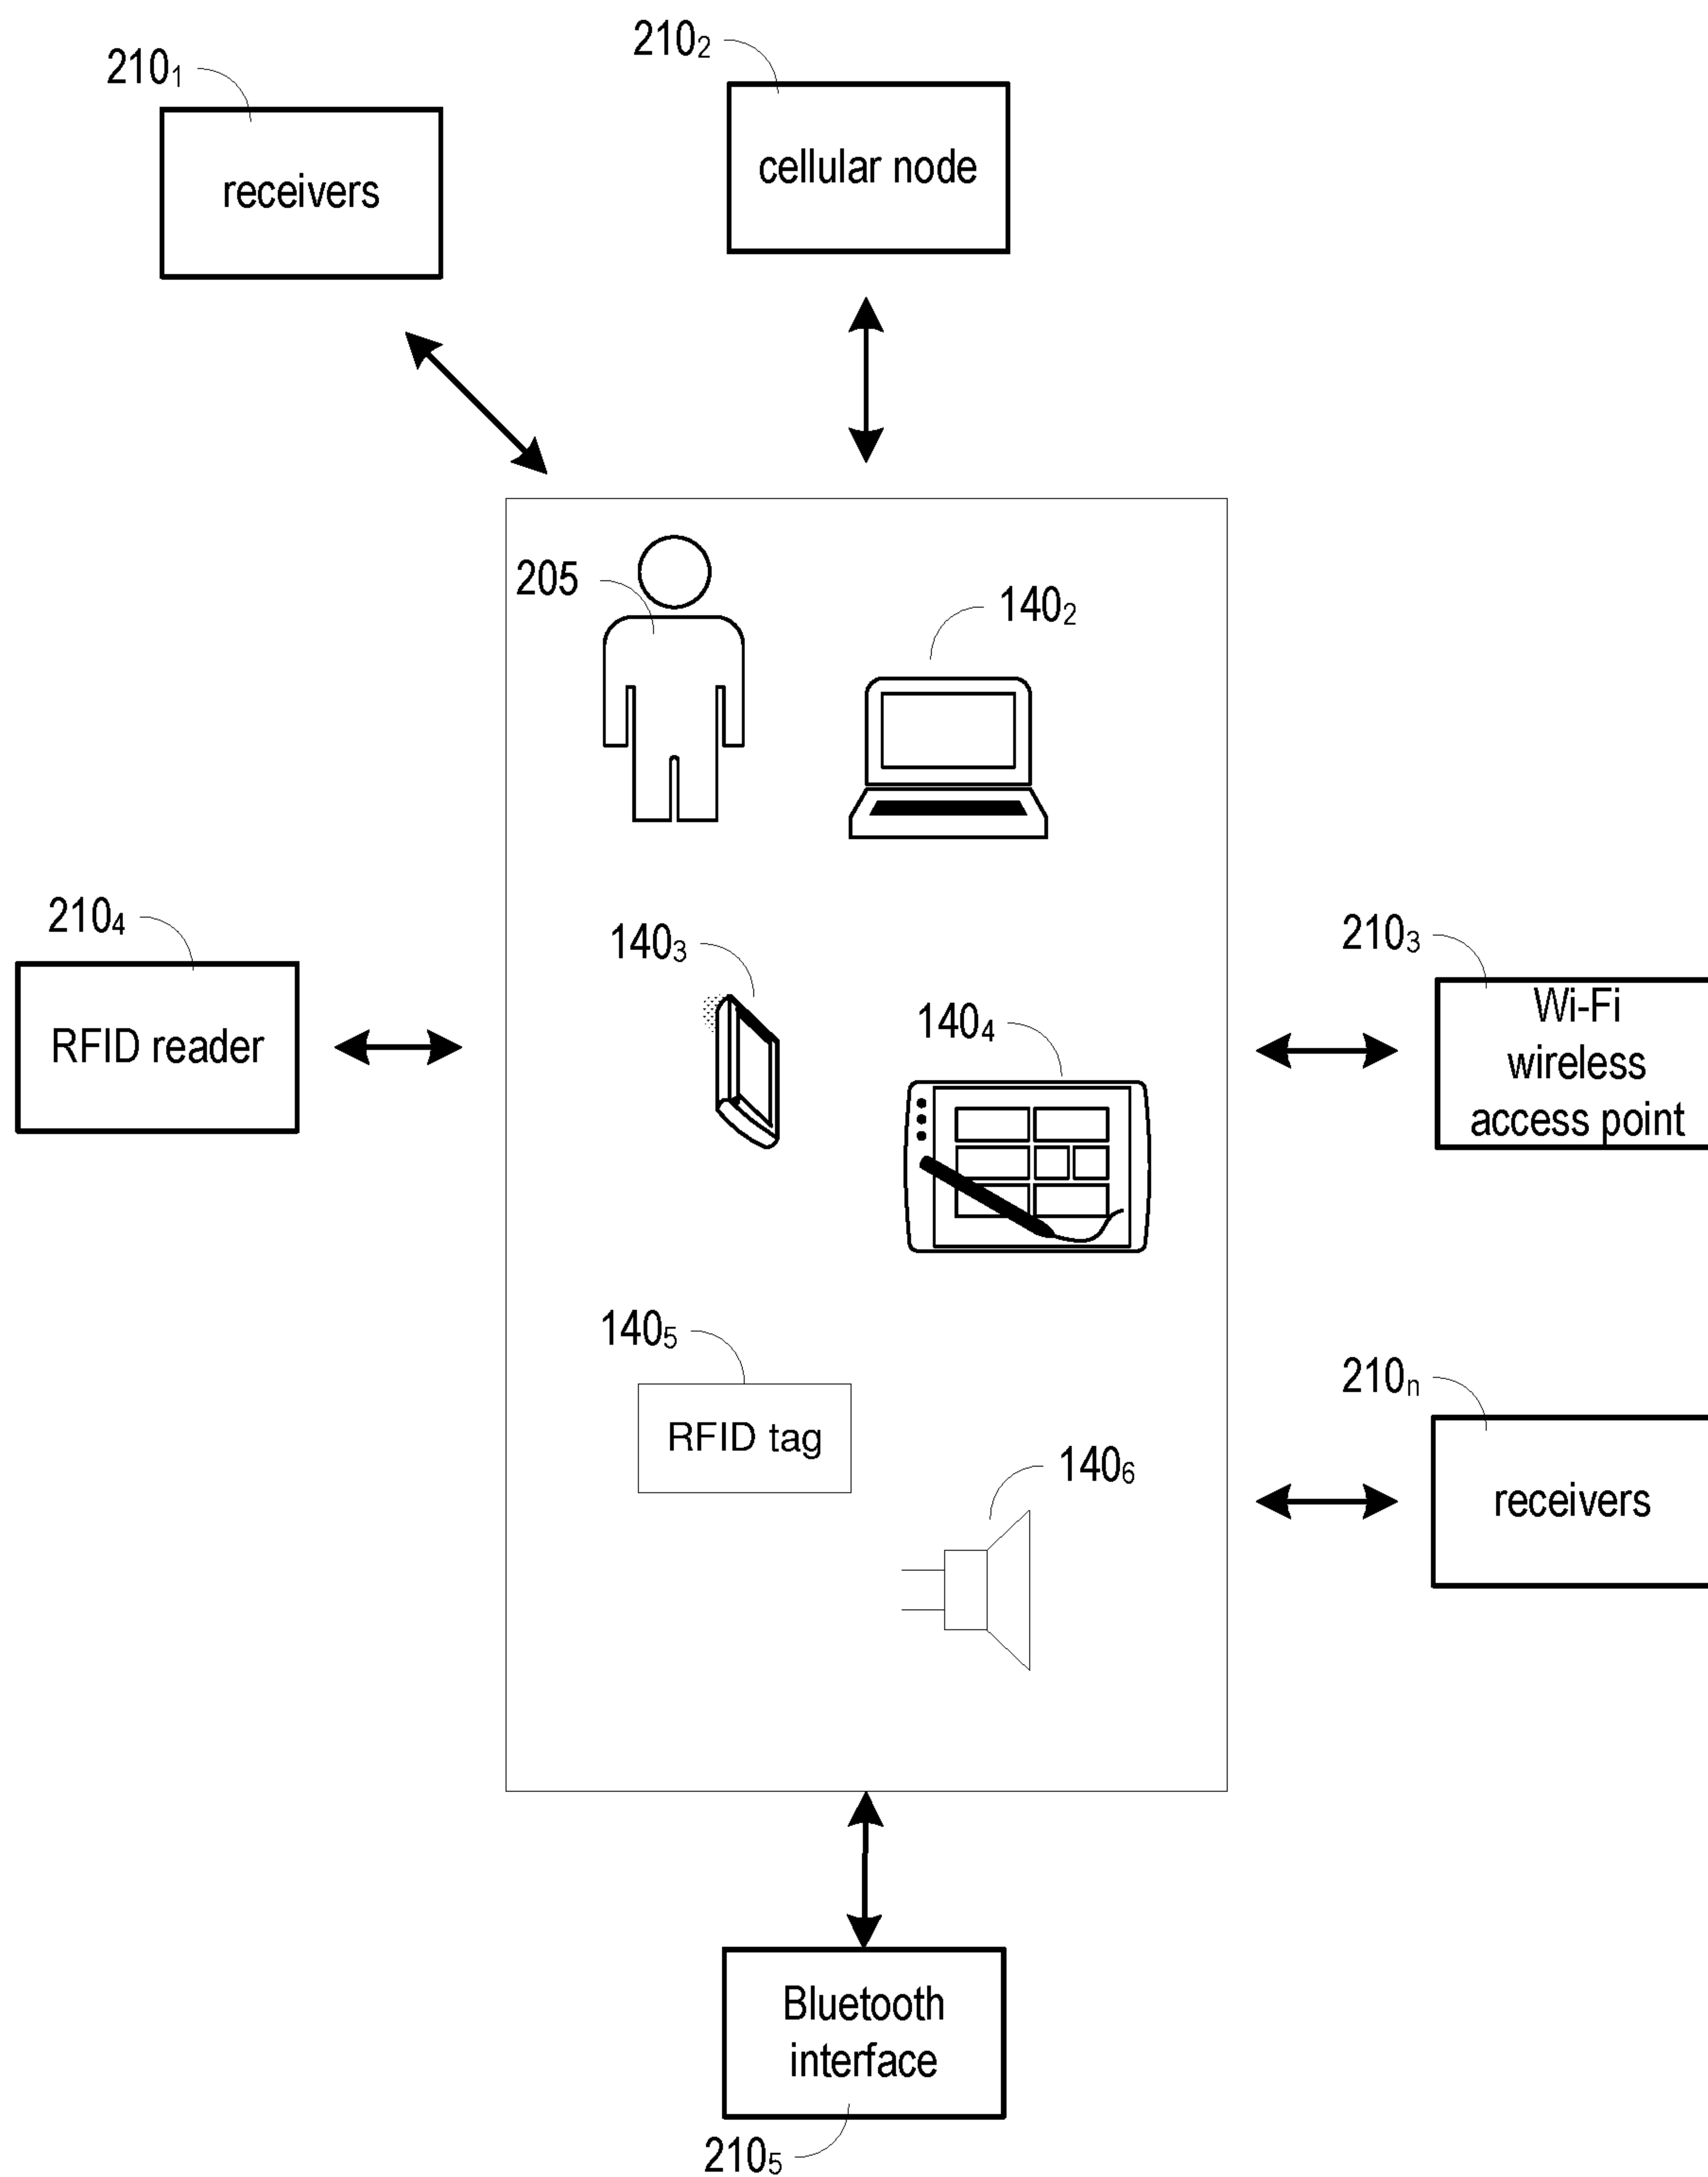 210₁
receivers
210₂
cellular node
205
140₂
210₄
RFID reader
140₃
140₄
210₃
Wi-Fi
wireless
access point
140₅
RFID tag
140₆
210ₙ
receivers
Bluetooth
interface
210₅